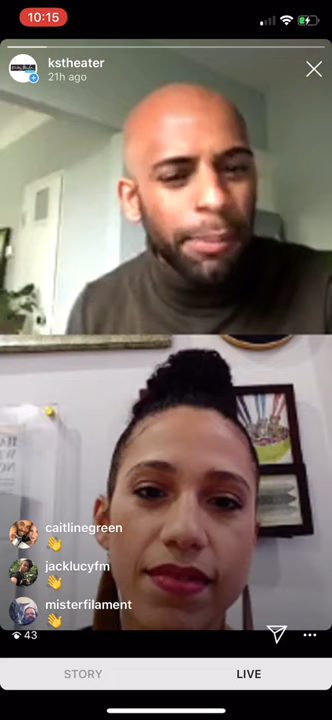 10:15
kstheater
21h ago
caitlinegreen
👋
jacklucyfm
👋
misterfilament
👋
43
STORY
LIVE